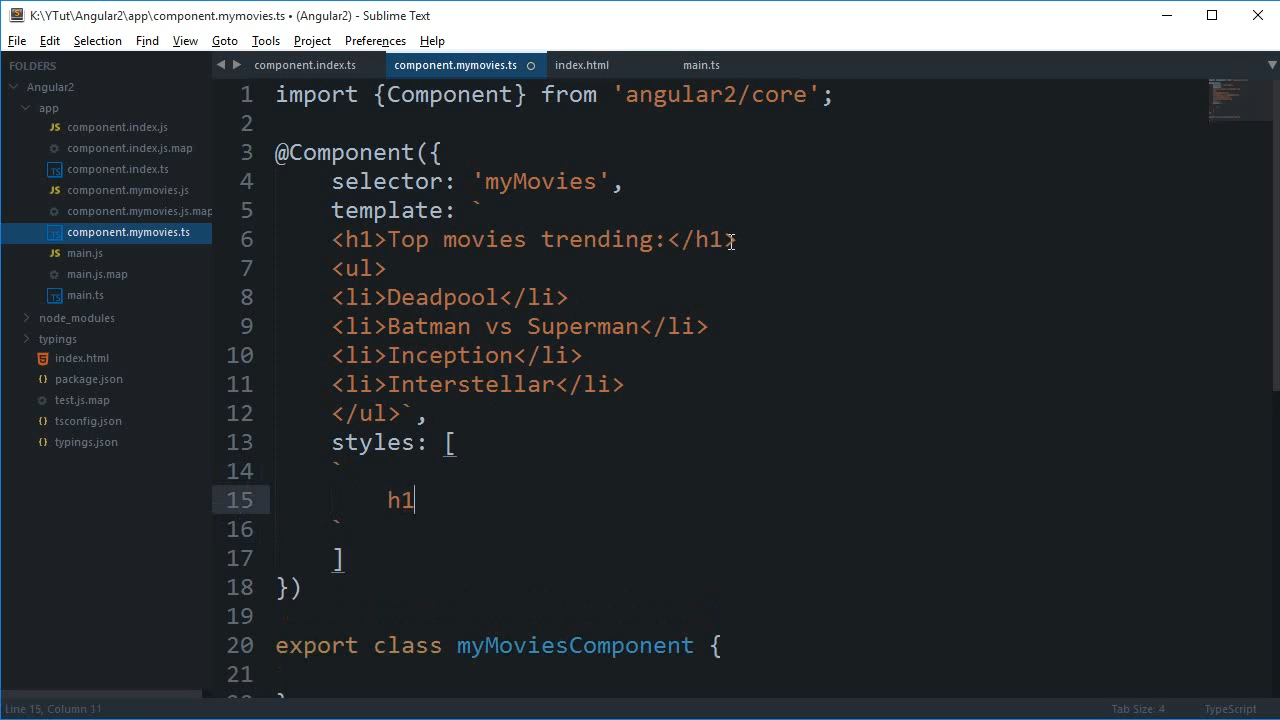 K:\YTut\Angular2\app\component.mymovies.ts • (Angular2) - Sublime Text
File Edit Selection Find View Goto Tools Project Preferences Help
FOLDERS
Angular2
app
JS component.index.js
component.index.js.map
TS component.index.ts
JS component.mymovies.js
component.mymovies.js.map
TS component.mymovies.ts
JS main.js
main.js.map
TS main.ts
node_modules
typings
index.html
{} package.json
test.js.map
{} tsconfig.json
{} typings.json
component.index.ts component.mymovies.ts index.html main.ts
1 import {Component} from 'angular2/core';
2
3 @Component({
4 selector: 'myMovies',
5 template: `
6 <h1>Top movies trending:</h1>
7 <ul>
8 <li>Deadpool</li>
9 <li>Batman vs Superman</li>
10 <li>Inception</li>
11 <li>Interstellar</li>
12 </ul>`,
13 styles: [
14 `
15 h1
16 `
17 ]
18 })
19
20 export class myMoviesComponent {
21
Line 15, Column 11 Tab Size: 4 TypeScript